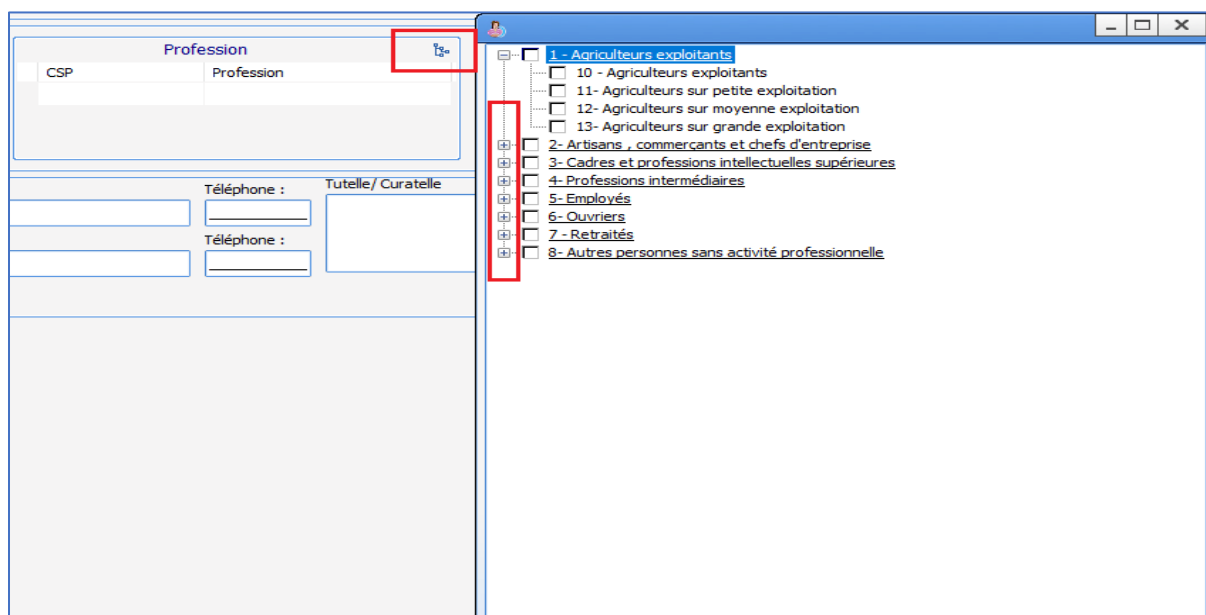 Profession
CSP Profession
Téléphone : Tutelle/ Curatelle
Téléphone :
1 - Agriculteurs exploitants
10 - Agriculteurs exploitants
11- Agriculteurs sur petite exploitation
12- Agriculteurs sur moyenne exploitation
13- Agriculteurs sur grande exploitation
2- Artisans , commerçants et chefs d'entreprise
3- Cadres et professions intellectuelles supérieures
4- Professions intermédiaires
5- Employés
6- Ouvriers
7 - Retraités
8- Autres personnes sans activité professionnelle